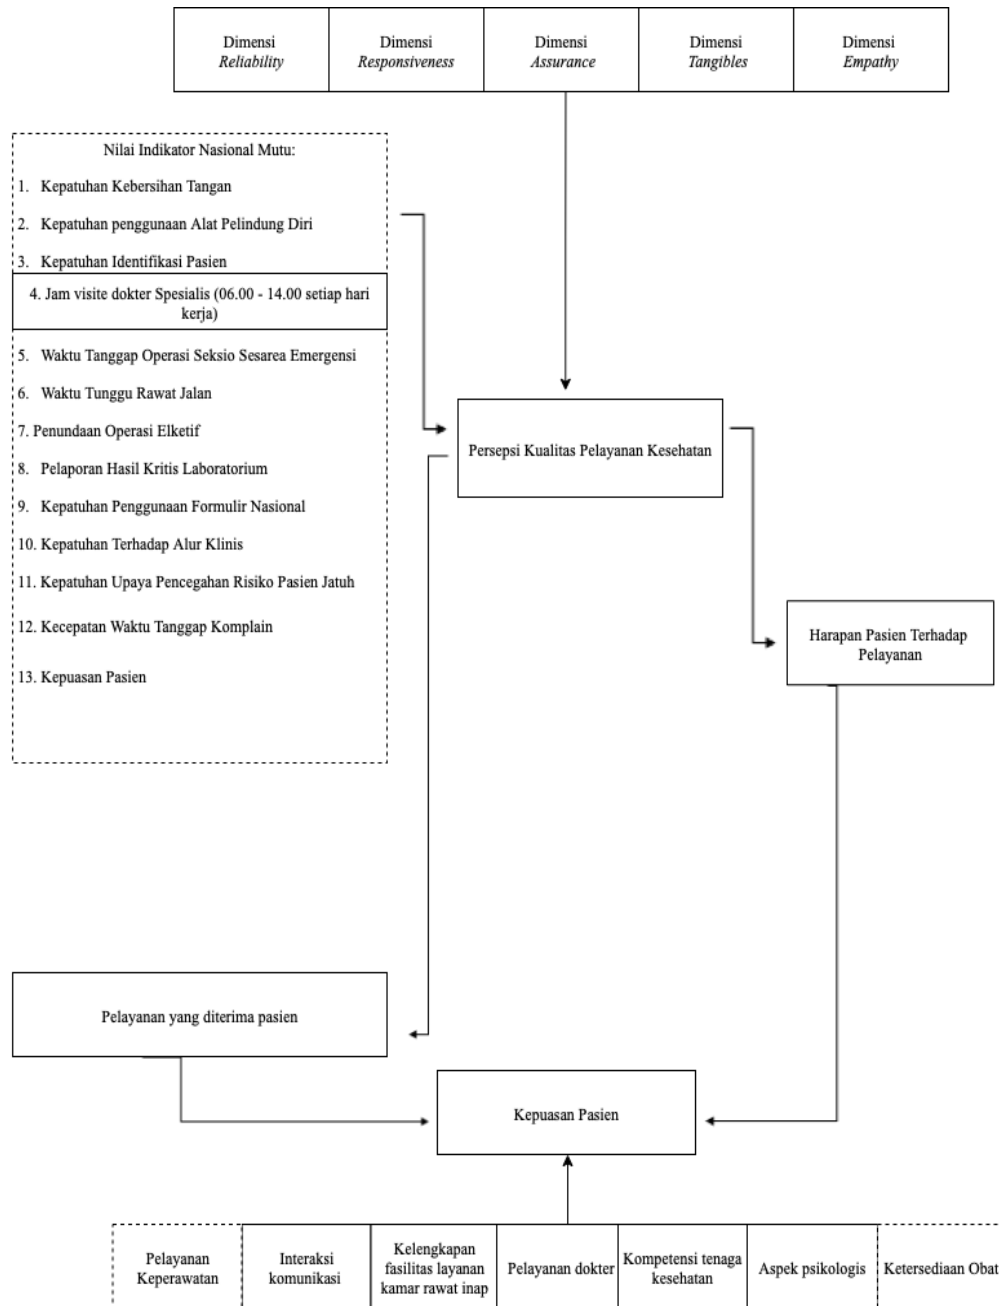 Dimensi
Reliability
Dimensi
Responsiveness
Dimensi
Assurance
Dimensi
Tangibles
Dimensi
Empathy
Nilai Indikator Nasional Mutu:
1. Kepatuhan Kebersihan Tangan
2. Kepatuhan penggunaan Alat Pelindung Diri
3. Kepatuhan Identifikasi Pasien
4. Jam visite dokter Spesialis (06.00 - 14.00 setiap hari
kerja)
5. Waktu Tanggap Operasi Seksio Sesarea Emergensi
6. Waktu Tunggu Rawat Jalan
7. Penundaan Operasi Elketif
8. Pelaporan Hasil Kritis Laboratorium
9. Kepatuhan Penggunaan Formulir Nasional
10. Kepatuhan Terhadap Alur Klinis
11. Kepatuhan Upaya Pencegahan Risiko Pasien Jatuh
12. Kecepatan Waktu Tanggap Komplain
13. Kepuasan Pasien
Persepsi Kualitas Pelayanan Kesehatan
Harapan Pasien Terhadap
Pelayanan
Pelayanan yang diterima pasien
Kepuasan Pasien
Pelayanan
Keperawatan
Interaksi
komunikasi
Kelengkapan
fasilitas layanan
kamar rawat inap
Pelayanan dokter
Kompetensi tenaga
kesehatan
Aspek psikologis
Ketersediaan Obat